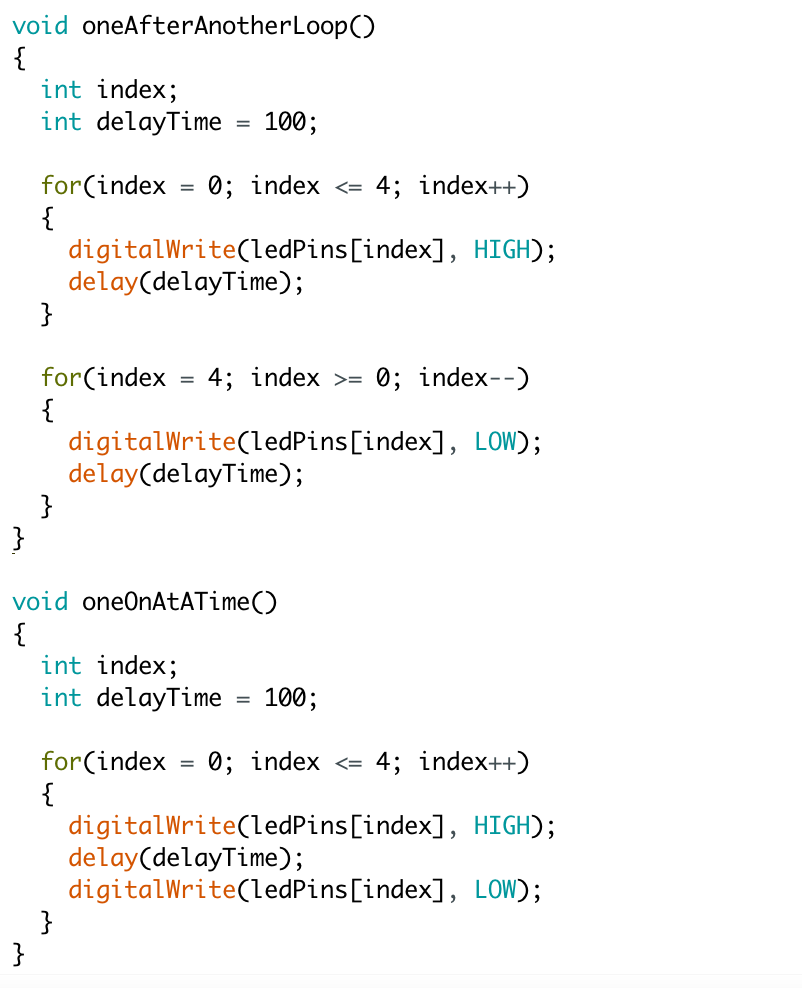 void oneAfterAnotherLoop()
{
  int index;
  int delayTime = 100;

  for(index = 0; index <= 4; index++)
  {
    digitalWrite(ledPins[index], HIGH);
    delay(delayTime);
  }

  for(index = 4; index >= 0; index--)
  {
    digitalWrite(ledPins[index], LOW);
    delay(delayTime);
  }
}

void oneOnAtATime()
{
  int index;
  int delayTime = 100;

  for(index = 0; index <= 4; index++)
  {
    digitalWrite(ledPins[index], HIGH);
    delay(delayTime);
    digitalWrite(ledPins[index], LOW);
  }
}